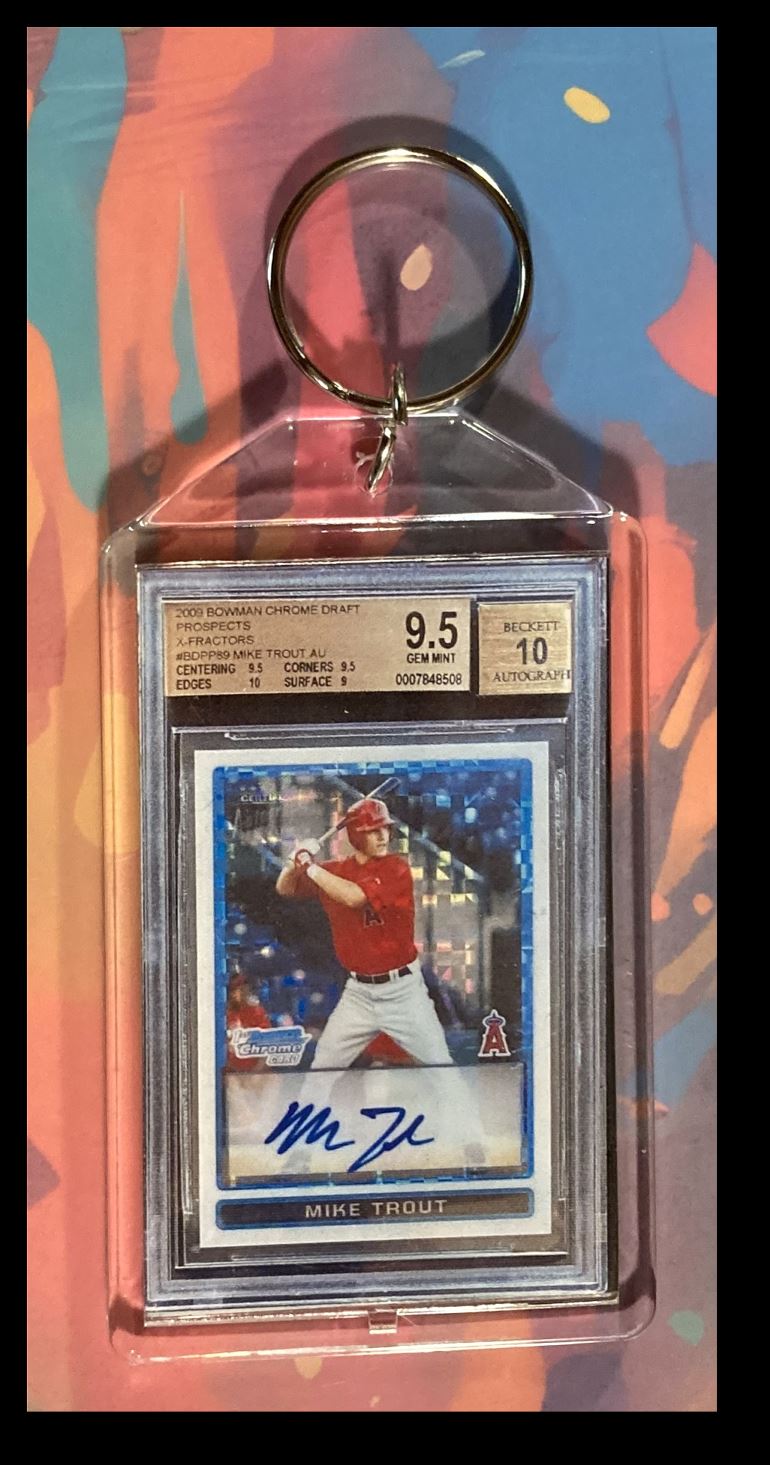 2009 BOWMAN CHROME DRAFT
PROSPECTS
X-FRACTORS
#BDPP89 MIKE TROUT AU
CENTERING 9.5 CORNERS 9.5
EDGES 10 SURFACE 9
9.5
GEM MINT
0007848508
BECKETT
10
AUTOGRAPH
A
Chrome
A
MIKE TROUT